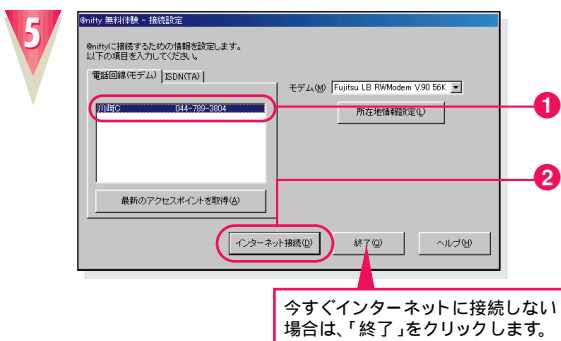 5
@nifty 無料体験 - 接続設定
@niftyに接続するための情報を設定します。
以下の項目を入力してください。
電話回線(モデム) ISDN(TA)
モデム(M) Fujitsu LB RWModem V.90 56K
川崎C 044-789-3804
所在地情報設定(L)
1
2
最新のアクセスポイントを取得(A)
インターネット接続(D) 終了(Q) ヘルプ(H)
今すぐインターネットに接続しない
場合は、「終了」をクリックします。